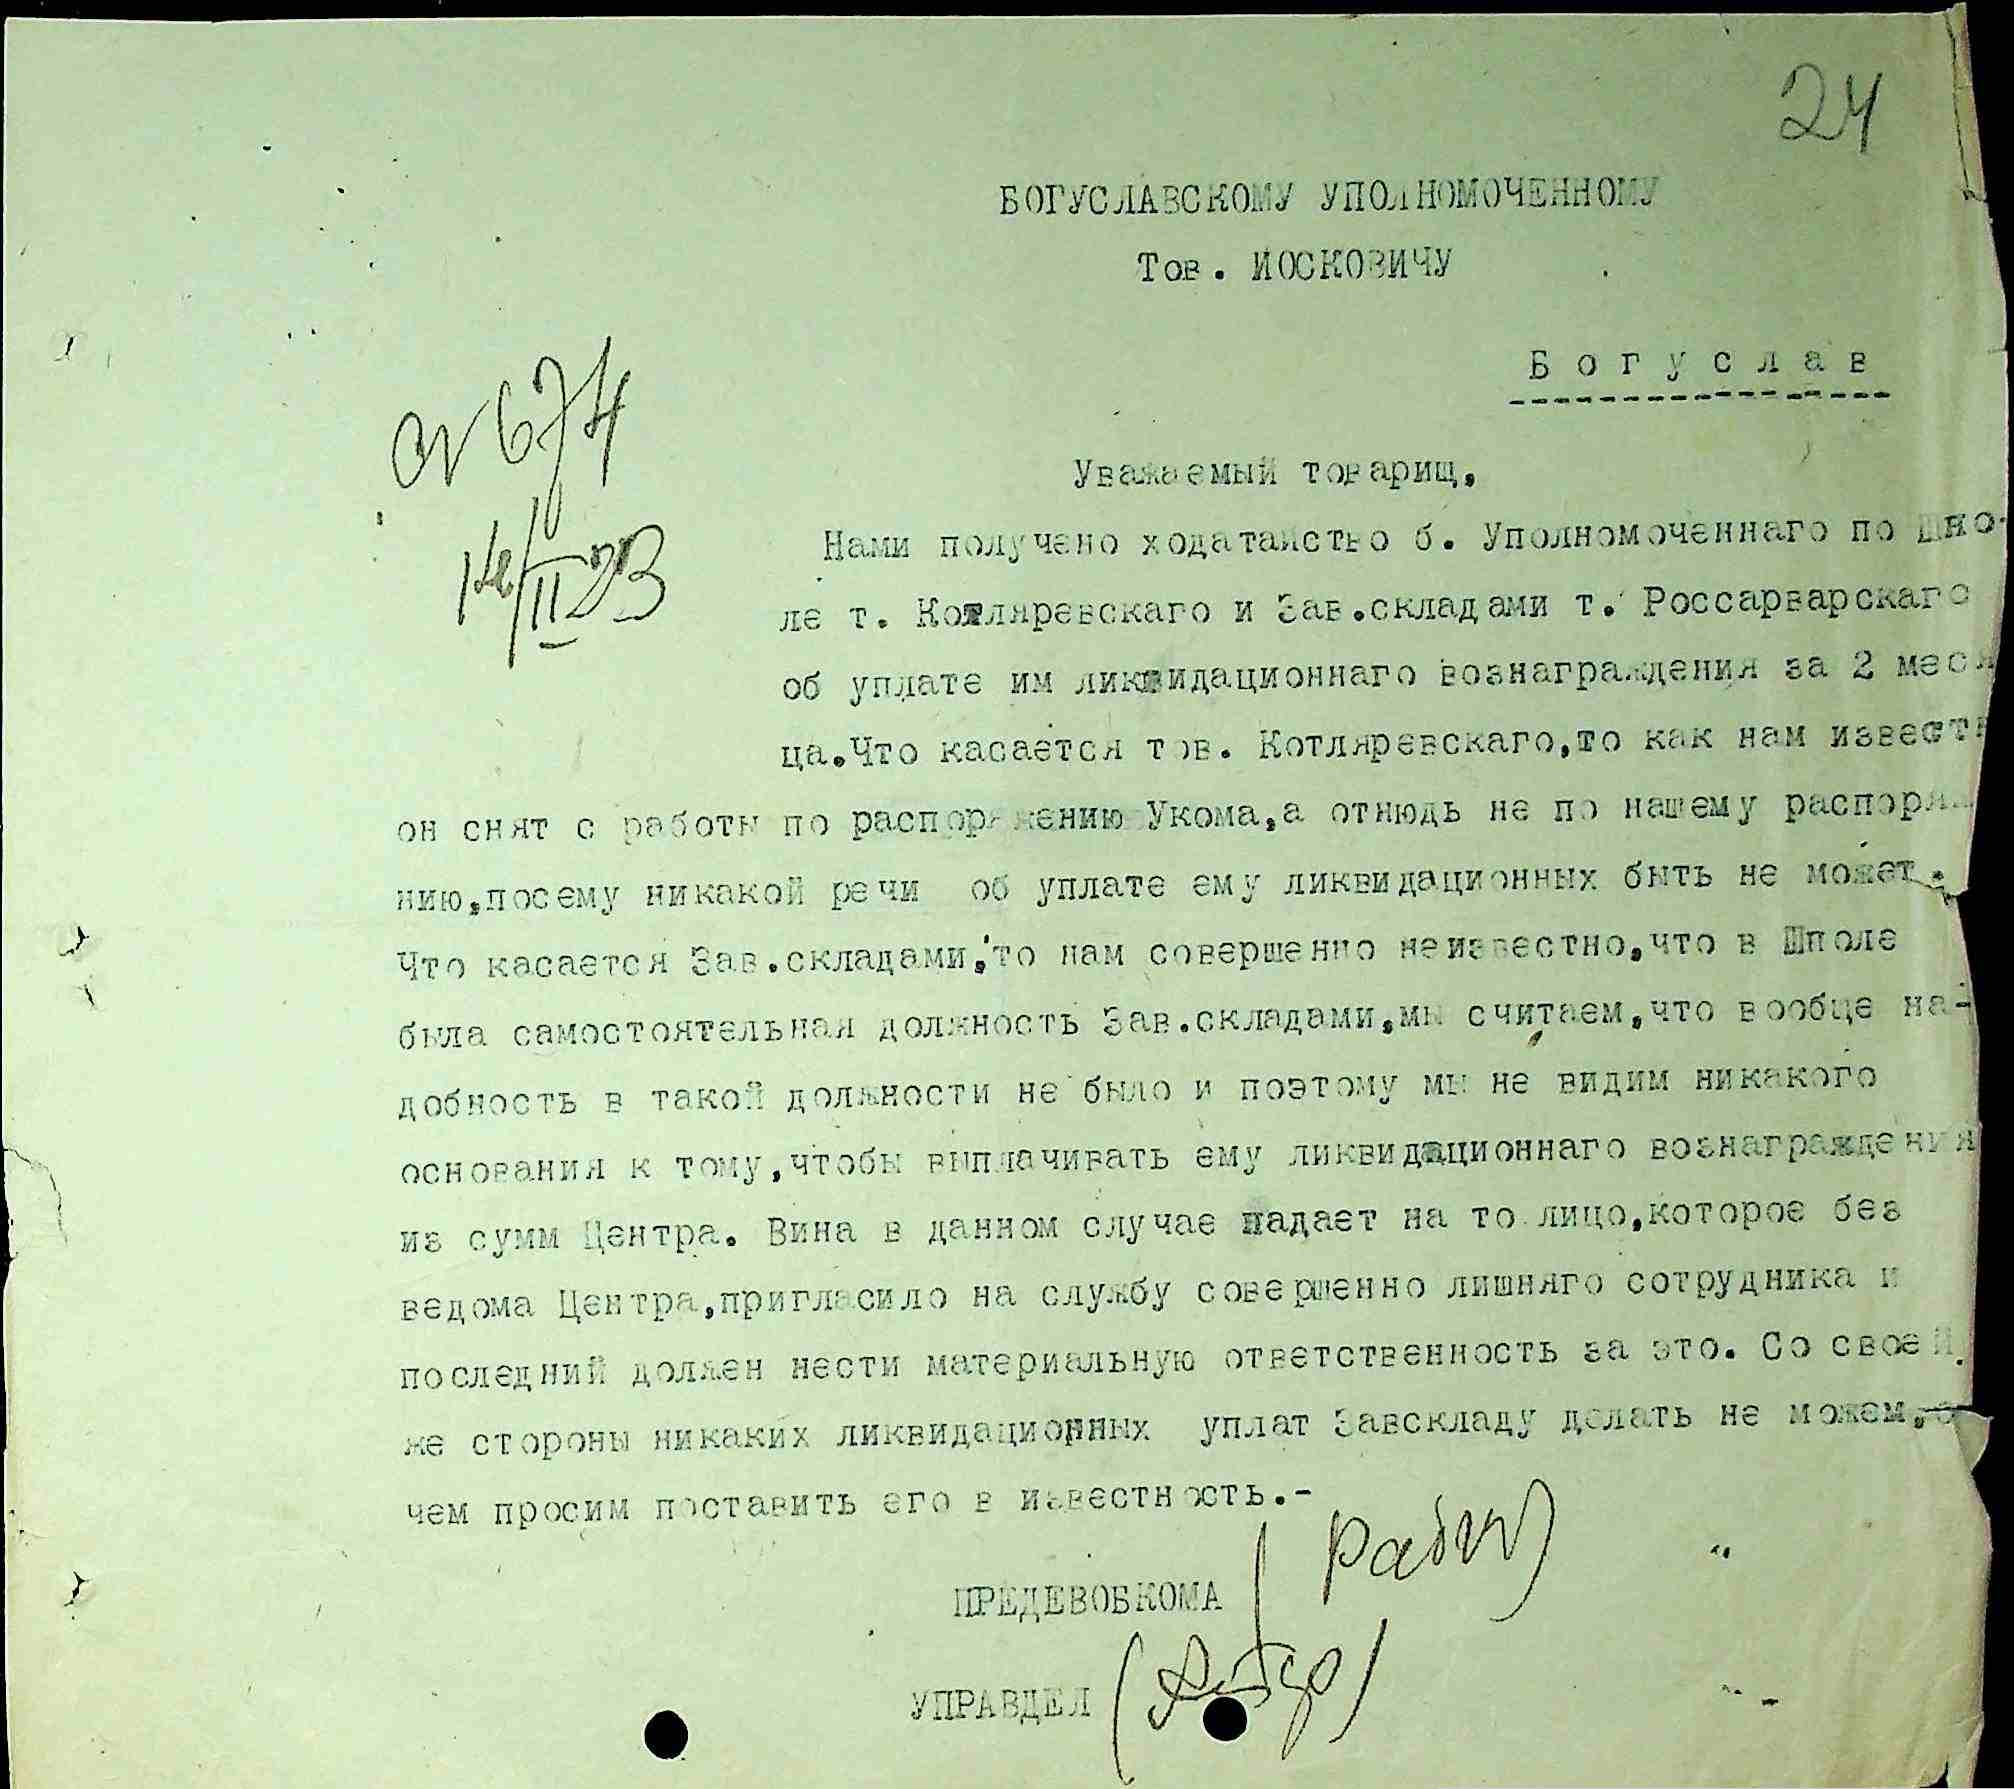 24
БОГУСЛАВСКОМУ УПОЛНОМОЧЕННОМУ
Тов. ИОСКОВИЧУ
Богуслав
№ 674
14/II 23
Уважаемый товарищ,
Нами получено ходатайство б. Уполномоченнаго по Шпо-
ле т. Котляревскаго и Зав.складами т. Россарварскаго
об уплате им ликвидационнаго вознаграждения за 2 меся
ца.Что касается тов. Котляревскаго,то как нам известн
он снят с работы по распоряжению Укома,а отнюдь не по нашему распоряж
нию,посему никакой речи об уплате ему ликвидационных быть не может.
Что касается Зав.складами,то нам совершенно неизвестно,что в Шполе
была самостоятельная должность Зав.складами,мы считаем,что вообще на-
добность в такой должности не было и поэтому мы не видим никакого
основания к тому,чтобы выплачивать ему ликвидационнаго вознаграждения
из сумм Центра. Вина в данном случае падает на то лицо,которое без
ведома Центра,пригласило на службу совершенно лишняго сотрудника и
последний должен нести материальную ответственность за это. Со своей
же стороны никаких ликвидационных уплат Завскладу делать не можем,о
чем просим поставить его в известность.-
ПРЕДЕВОБКОМА (Рабин)
УПРАВДЕЛ